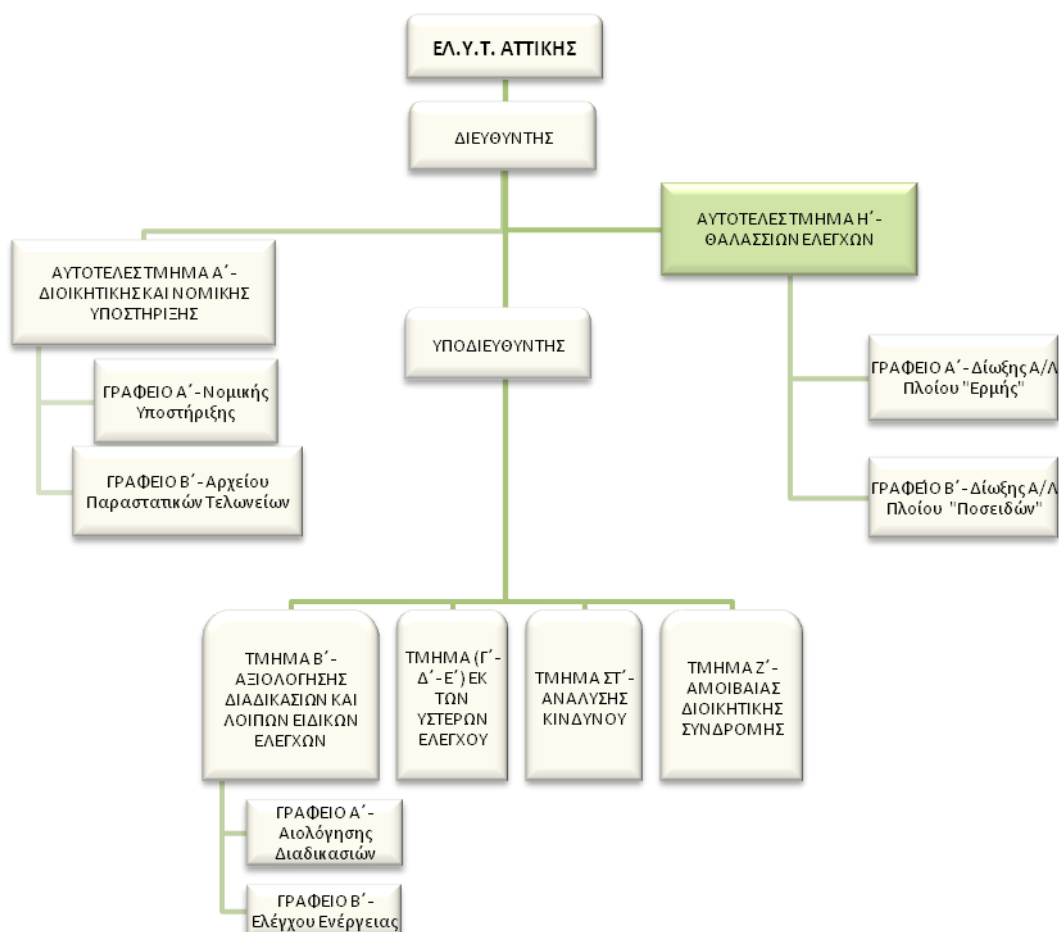 ΕΛ.Υ.Τ. ΑΤΤΙΚΗΣ
ΔΙΕΥΘΥΝΤΗΣ
ΑΥΤΟΤΕΛΕΣ ΤΜΗΜΑ Η΄-
ΘΑΛΑΣΣΙΩΝ ΕΛΕΓΧΩΝ
ΑΥΤΟΤΕΛΕΣ ΤΜΗΜΑ Α΄-
ΔΙΟΙΚΗΤΙΚΗΣ ΚΑΙ ΝΟΜΙΚΗΣ
ΥΠΟΣΤΗΡΙΞΗΣ
ΥΠΟΔΙΕΥΘΥΝΤΗΣ
ΓΡΑΦΕΙΟ Α΄- Νομικής
Υποστήριξης
ΓΡΑΦΕΙΟ Β΄- Αρχείου
Παραστατικών Τελωνείων
ΓΡΑΦΕΙΟ Α΄- Δίωξης Α/Λ
Πλοίου "Ερμής"
ΓΡΑΦΕΊΟ Β΄- Δίωξης Α/Λ
Πλοίου "Ποσειδών"
ΤΜΗΜΑ Β΄-
ΑΞΙΟΛΟΓΗΣΗΣ
ΔΙΑΔΙΚΑΣΙΩΝ ΚΑΙ
ΛΟΙΠΩΝ ΕΙΔΙΚΩΝ
ΕΛΕΓΧΩΝ
ΤΜΗΜΑ (Γ΄-
Δ΄- Ε΄) ΕΚ
ΤΩΝ
ΥΣΤΕΡΩΝ
ΕΛΕΓΧΟΥ
ΤΜΗΜΑ ΣΤ΄-
ΑΝΑΛΥΣΗΣ
ΚΙΝΔΥΝΟΥ
ΤΜΗΜΑ Ζ΄-
ΑΜΟΙΒΑΙΑΣ
ΔΙΟΙΚΗΤΙΚΗΣ
ΣΥΝΔΡΟΜΗΣ
ΓΡΑΦΕΙΟ Α΄-
Αιολόγησης
Διαδικασιών
ΓΡΑΦΕΙΟ Β΄-
Ελέγχου Ενέργειας